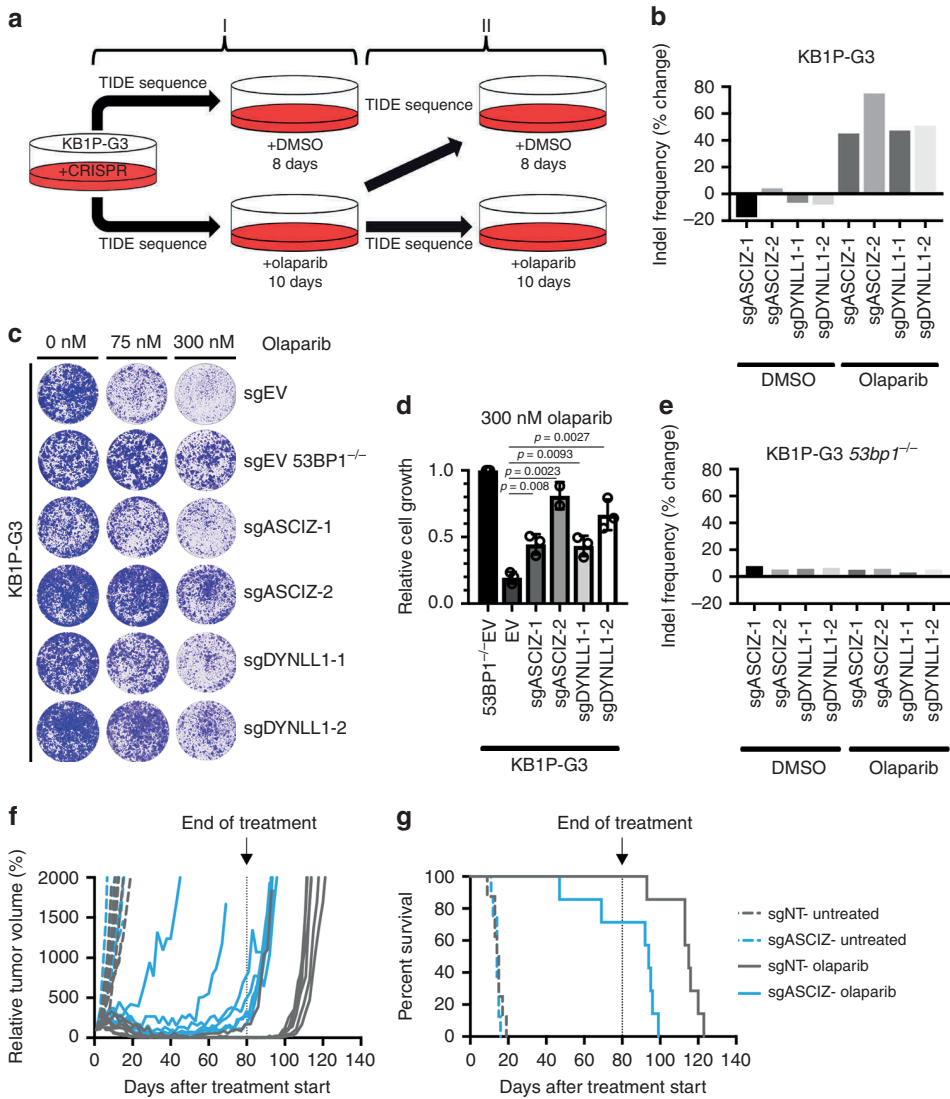 a
I
II
TIDE sequence
TIDE sequence
KB1P-G3
+CRISPR
+DMSO
8 days
+DMSO
8 days
TIDE sequence
TIDE sequence
+olaparib
10 days
+olaparib
10 days
b
KB1P-G3
Indel frequency (% change)
80
60
40
20
0
–20
sgASCIZ-1
sgASCIZ-2
sgDYNLL1-1
sgDYNLL1-2
sgASCIZ-1
sgASCIZ-2
sgDYNLL1-1
sgDYNLL1-2
DMSO
Olaparib
c
0 nM 75 nM 300 nM Olaparib
KB1P-G3
sgEV
sgEV 53BP1–/–
sgASCIZ-1
sgASCIZ-2
sgDYNLL1-1
sgDYNLL1-2
d
300 nM olaparib
p = 0.0027
p = 0.0093
p = 0.0023
p = 0.008
Relative cell growth
1.0
0.5
0.0
53BP1–/–EV
EV
sgASCIZ-1
sgASCIZ-2
sgDYNLL1-1
sgDYNLL1-2
KB1P-G3
e
KB1P-G3 53bp1–/–
Indel frequency (% change)
80
60
40
20
0
–20
sgASCIZ-1
sgASCIZ-2
sgDYNLL1-1
sgDYNLL1-2
sgASCIZ-1
sgASCIZ-2
sgDYNLL1-1
sgDYNLL1-2
DMSO
Olaparib
f
End of treatment
Relative tumor volume (%)
2000
1500
1000
500
0
0 20 40 60 80 100 120 140
Days after treatment start
g
End of treatment
Percent survival
100
80
60
40
20
0
0 20 40 60 80 100 120 140
Days after treatment start
sgNT- untreated
sgASCIZ- untreated
sgNT- olaparib
sgASCIZ- olaparib